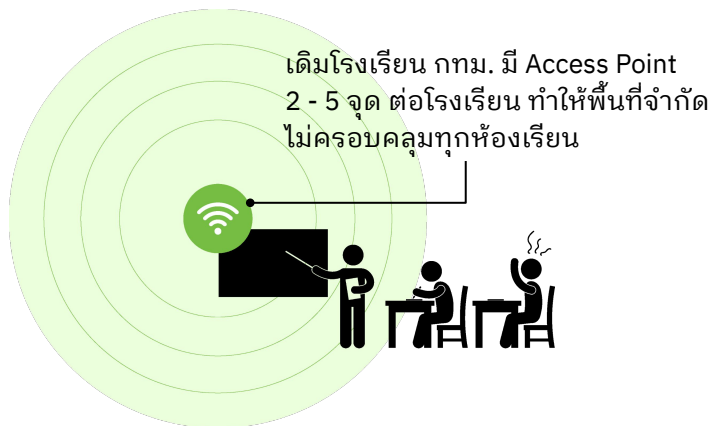 เดิมโรงเรียน กทม. มี Access Point
2 - 5 จุด ต่อโรงเรียน ทำให้พื้นที่จำกัด
ไม่ครอบคลุมทุกห้องเรียน